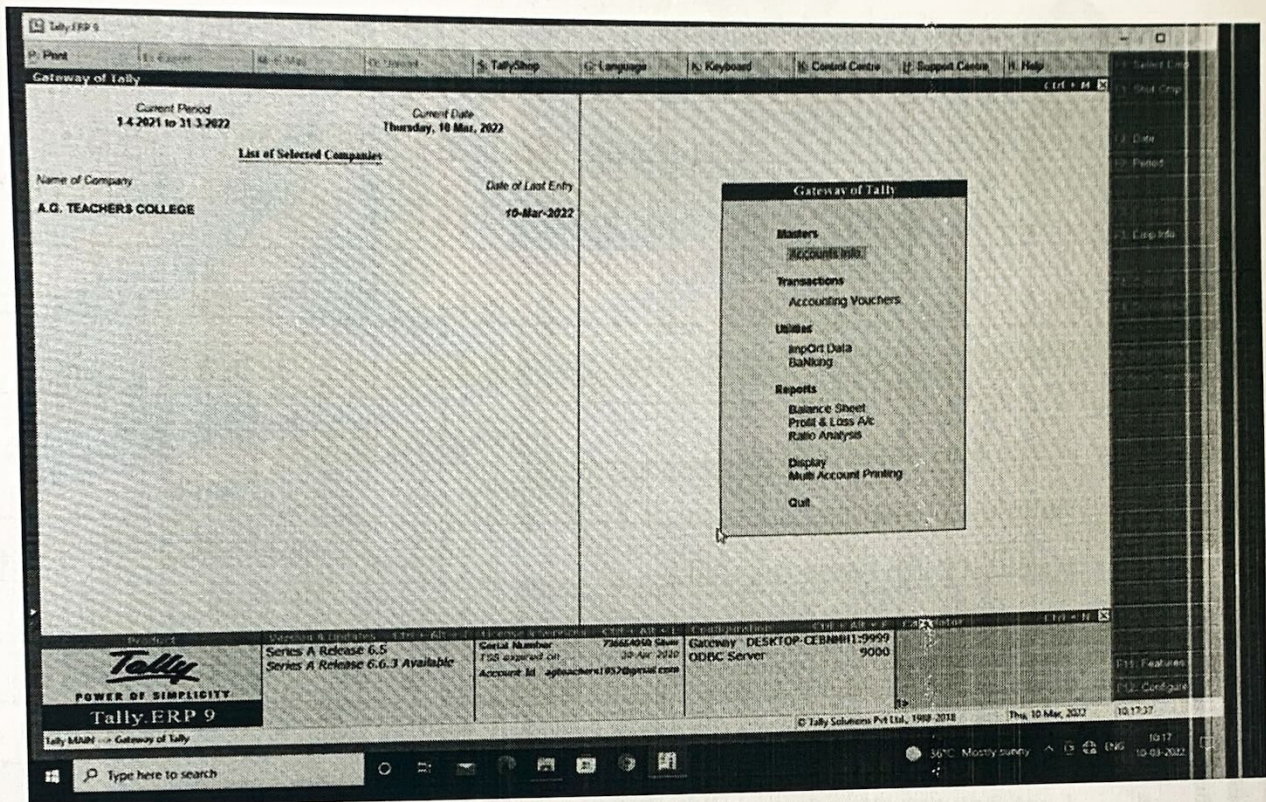 Tally.ERP 9
P: Print
S: TallyShop G: Language K: Keyboard K: Control Centre H: Support Centre H: Help
Gateway of Tally Ctrl + M
Current Period
1-4-2021 to 31-3-2022
Current Date
Thursday, 10 Mar, 2022
List of Selected Companies
Name of Company
Date of Last Entry
A.G. TEACHERS COLLEGE
10-Mar-2022
Gateway of Tally
Masters
Accounts Info.
Transactions
Accounting Vouchers
Utilities
ImpOrt Data
BaNking
Reports
Balance Sheet
Profit & Loss A/c
Ratio Analysis
Display
Multi Account Printing
Quit
F2: Date
F2: Period
F3: Cmp Info
F11: Features
F12: Configure
Ctrl + N
Product
Tally
POWER OF SIMPLICITY
Tally.ERP 9
Series A Release 6.5
Series A Release 6.6.3 Available
Serial Number
TSS expired on 30-Apr-2020
Account Id
Gateway DESKTOP-CEBNMH1:9999
ODBC Server 9000
1>
© Tally Solutions Pvt Ltd., 1988-2018 Thu, 10 Mar, 2022 10:17:37
Tally MAIN --> Gateway of Tally
Type here to search
36°C Mostly sunny
ENG
10:17
10-03-2022